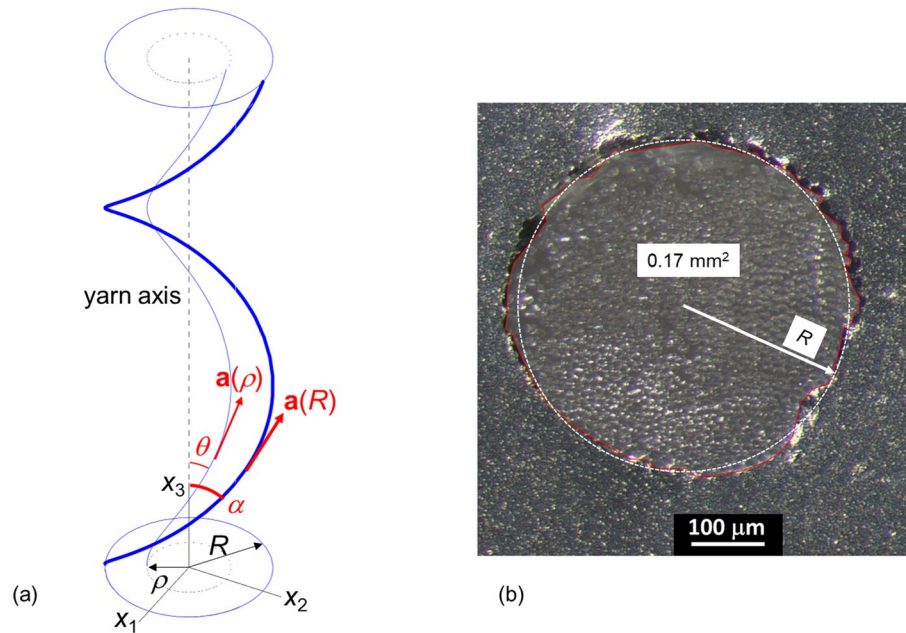 yarn axis
a(ρ)
a(R)
θ
x3
α
R
ρ
x1
x2
(a)
0.17 mm2
R
100 µm
(b)